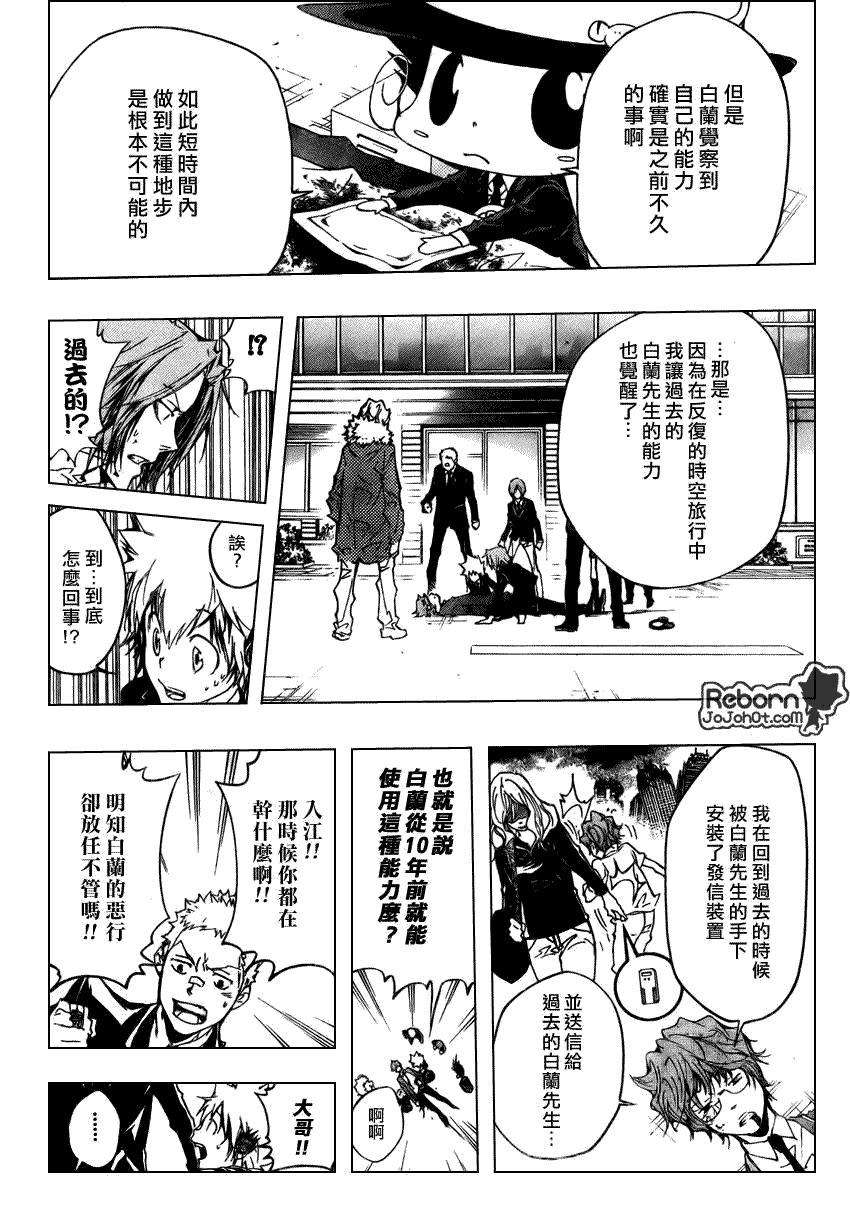 但是
白蘭覺察到
自己的能力
確實是之前不久
的事啊
如此短時間內
做到這種地步
是根本不可能的
…那是…
因為在反復的時空旅行中
我讓過去的
白蘭先生的能力
也覺醒了…
!?
過去的!?
誒?
到…到底
怎麼回事!?
Reborn
JoJoHOt.com
我在回到過去的時候
被白蘭先生的手下
安裝了發信裝置
並送信給
過去的白蘭先生…
也就是説
白蘭從10年前就能
使用這種能力麼?
啊啊
入江!!
那時候你都在
幹什麼啊!!
明知白蘭的惡行
卻放任不管嗎!!
大哥!!
……